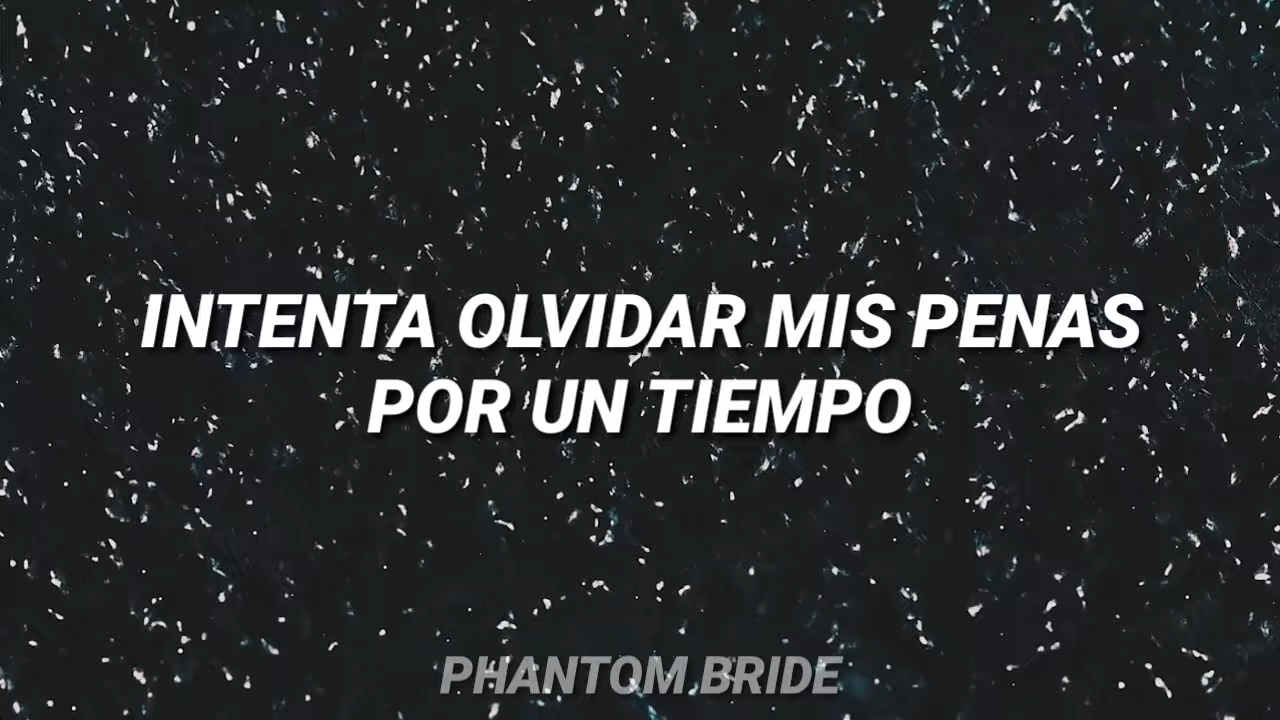 INTENTA OLVIDAR MIS PENAS
POR UN TIEMPO
PHANTOM BRIDE